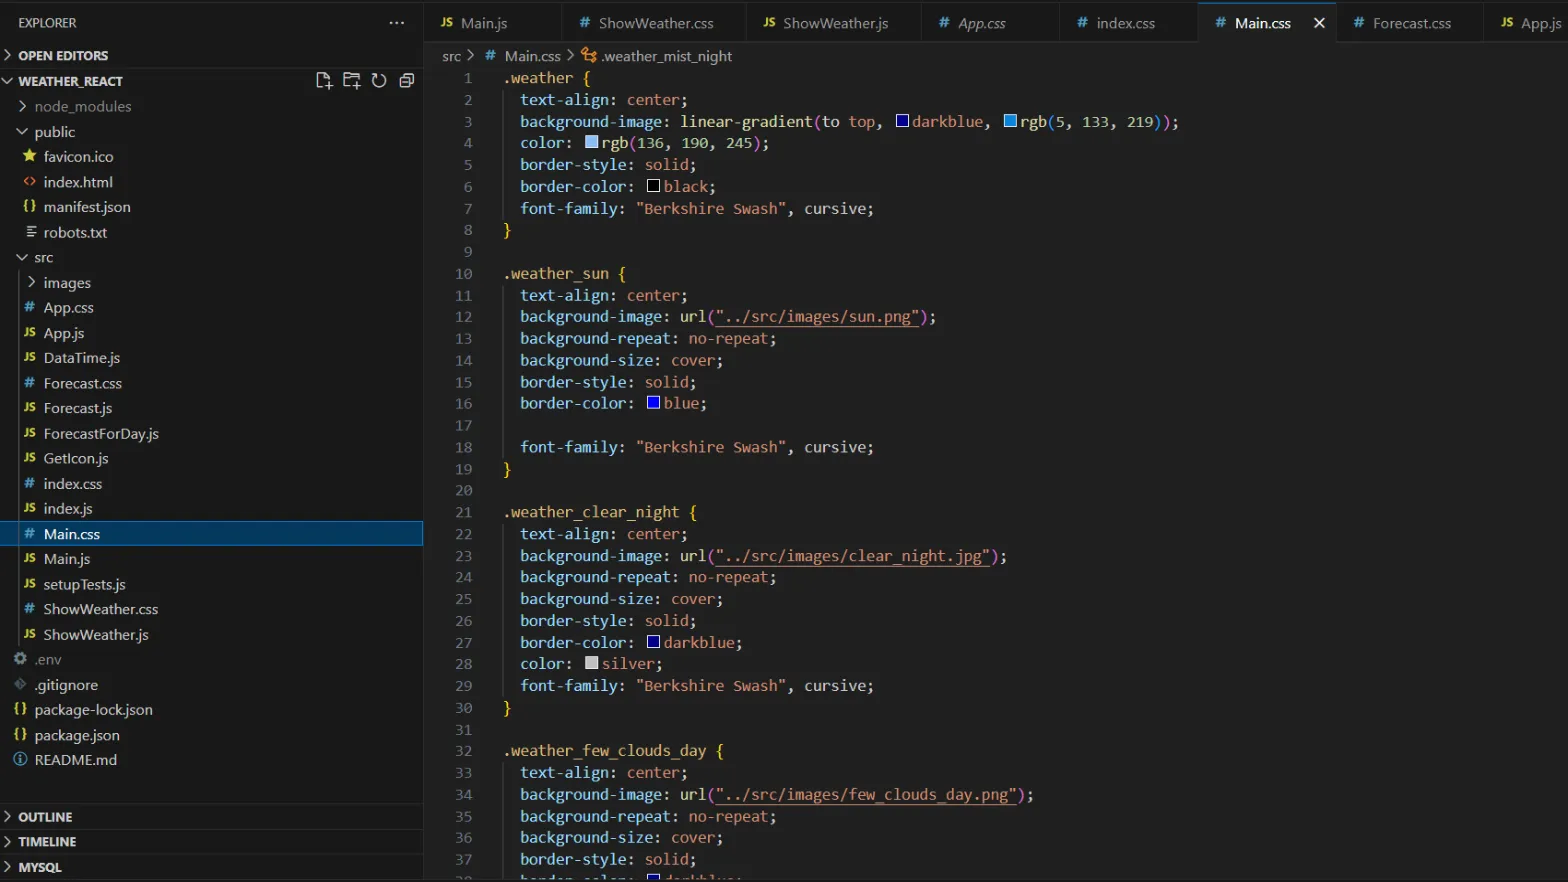 EXPLORER
OPEN EDITORS
WEATHER_REACT
node_modules
public
favicon.ico
index.html
manifest.json
robots.txt
src
images
App.css
App.js
DataTime.js
Forecast.css
Forecast.js
ForecastForDay.js
GetIcon.js
index.css
index.js
Main.css
Main.js
setupTests.js
ShowWeather.css
ShowWeather.js
.env
.gitignore
package-lock.json
package.json
README.md
OUTLINE
TIMELINE
MYSQL
JS Main.js # ShowWeather.css JS ShowWeather.js # App.css # index.css # Main.css # Forecast.css JS App.js
src > # Main.css > .weather_mist_night
1 .weather {
2 text-align: center;
3 background-image: linear-gradient(to top, darkblue, rgb(5, 133, 219));
4 color: rgb(136, 190, 245);
5 border-style: solid;
6 border-color: black;
7 font-family: "Berkshire Swash", cursive;
8 }
9
10 .weather_sun {
11 text-align: center;
12 background-image: url("../src/images/sun.png");
13 background-repeat: no-repeat;
14 background-size: cover;
15 border-style: solid;
16 border-color: blue;
17
18 font-family: "Berkshire Swash", cursive;
19 }
20
21 .weather_clear_night {
22 text-align: center;
23 background-image: url("../src/images/clear_night.jpg");
24 background-repeat: no-repeat;
25 background-size: cover;
26 border-style: solid;
27 border-color: darkblue;
28 color: silver;
29 font-family: "Berkshire Swash", cursive;
30 }
31
32 .weather_few_clouds_day {
33 text-align: center;
34 background-image: url("../src/images/few_clouds_day.png");
35 background-repeat: no-repeat;
36 background-size: cover;
37 border-style: solid;